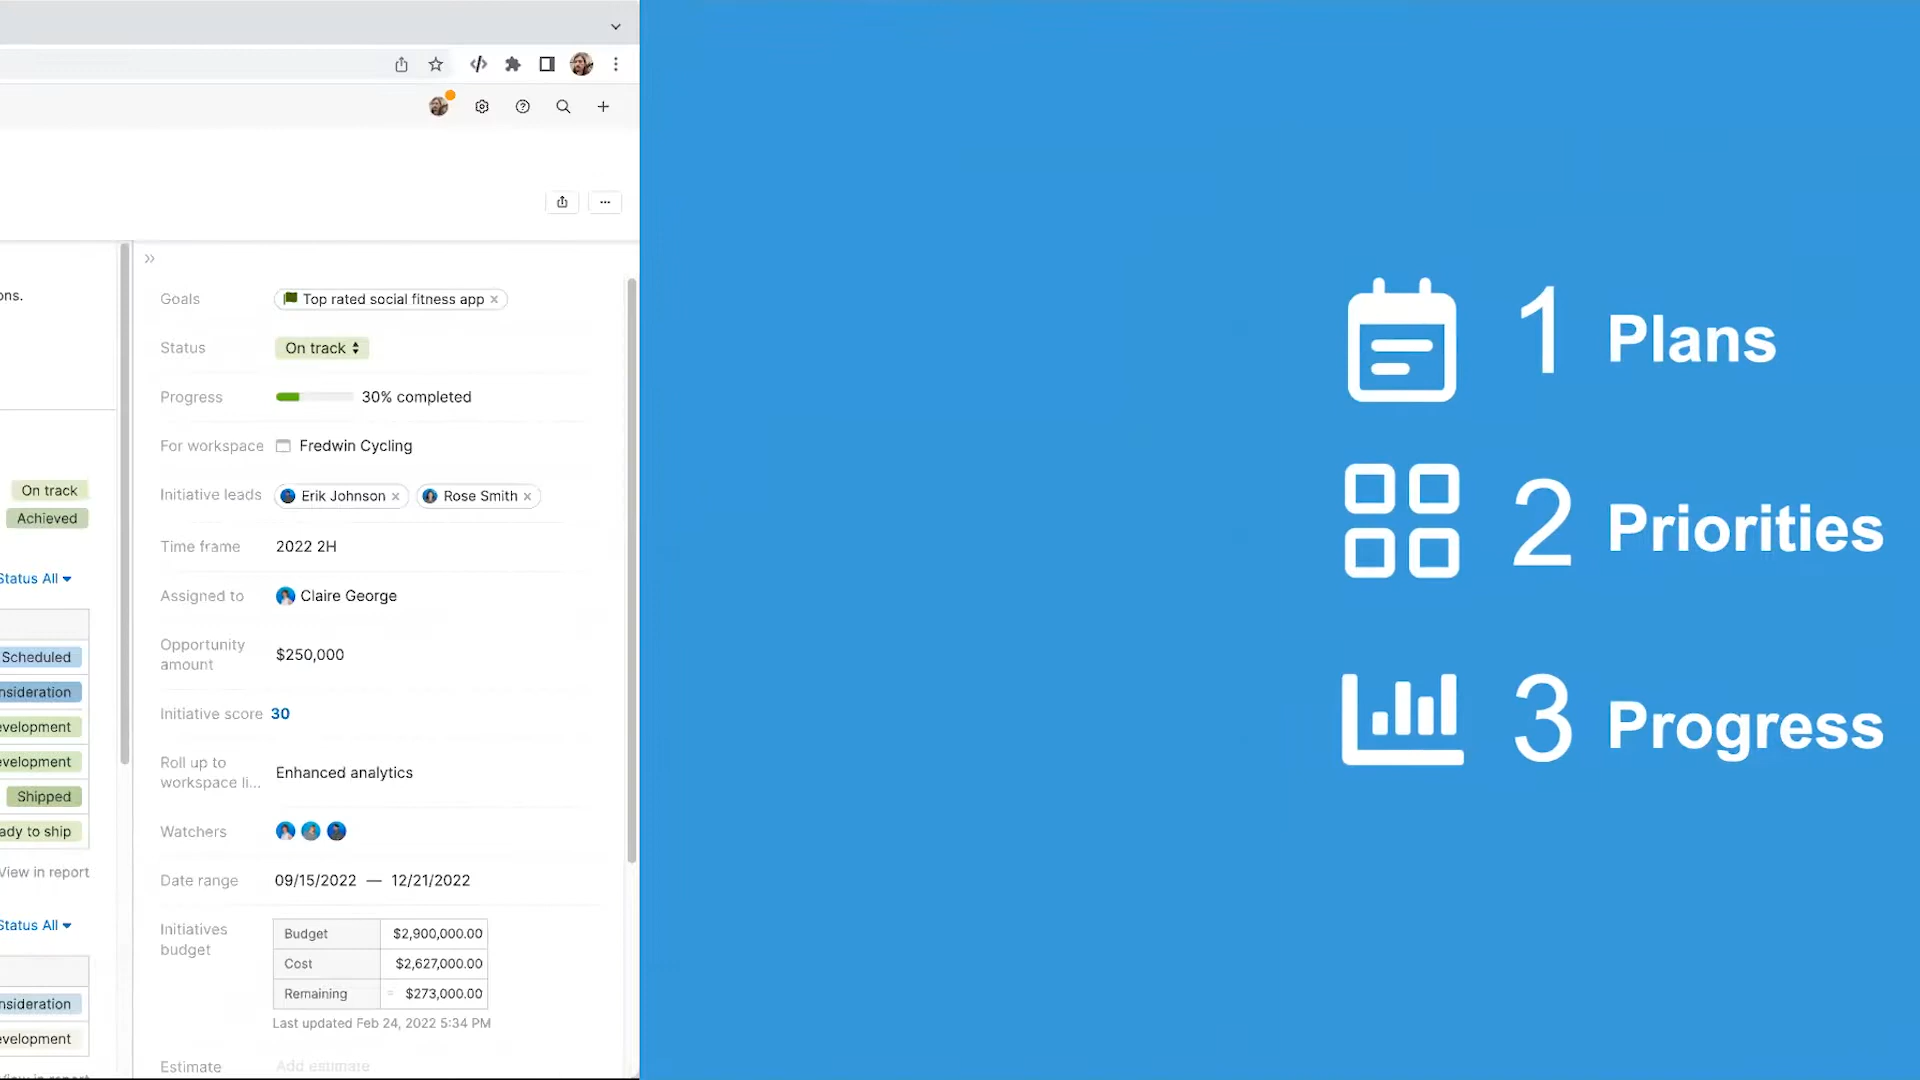 ons.
On track
Achieved
Status All
Scheduled
nsideration
evelopment
evelopment
Shipped
ady to ship
View in report
Status All
nsideration
evelopment
Goals Top rated social fitness app ×
Status On track
Progress 30% completed
For workspace Fredwin Cycling
Initiative leads Erik Johnson × Rose Smith ×
Time frame 2022 2H
Assigned to Claire George
Opportunity
amount
$250,000
Initiative score 30
Roll up to
workspace li...
Enhanced analytics
Watchers
Date range 09/15/2022 — 12/21/2022
Initiatives
budget
Budget $2,900,000.00
Cost $2,627,000.00
Remaining = $273,000.00
Last updated Feb 24, 2022 5:34 PM
Estimate Add estimate
1 Plans
2 Priorities
3 Progress